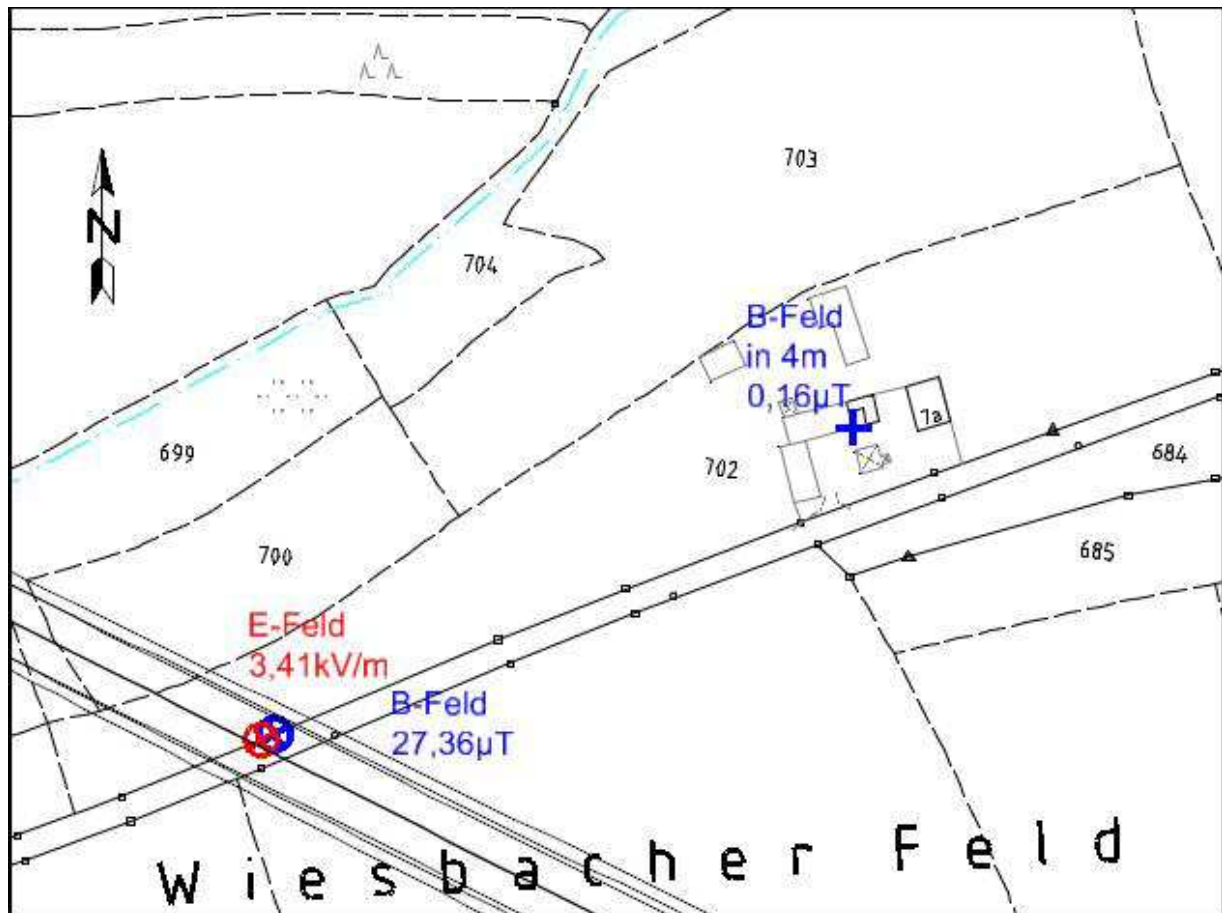 703
N
704
B-Feld
in 4m
0,16µT
7a
699
702
684
700
685
E-Feld
3,41kV/m
B-Feld
27,36µT
Wiesbacher Feld